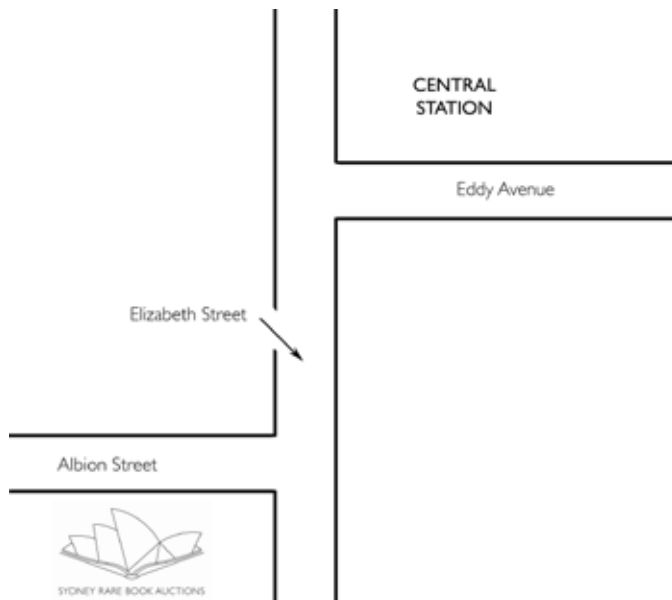 CENTRAL
STATION
Eddy Avenue
Elizabeth Street
Albion Street
SYDNEY RARE BOOK AUCTIONS